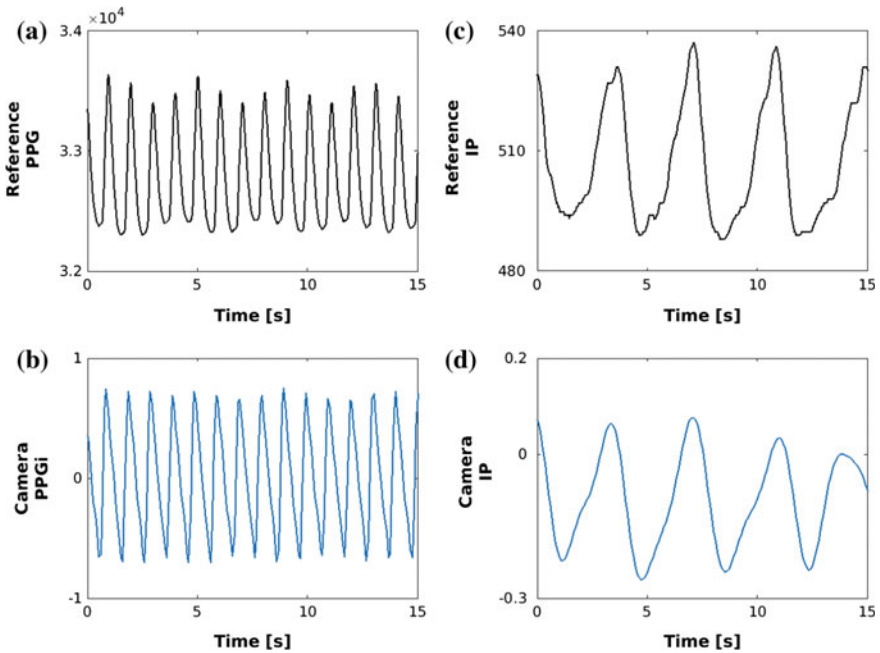 (a)
×10⁴
3.4
3.3
3.2
Reference
PPG
0 5 10 15
Time [s]
(c)
540
510
480
Reference
IP
0 5 10 15
Time [s]
(b)
1
0
-1
Camera
PPGi
0 5 10 15
Time [s]
(d)
0.2
0
-0.3
Camera
IP
0 5 10 15
Time [s]